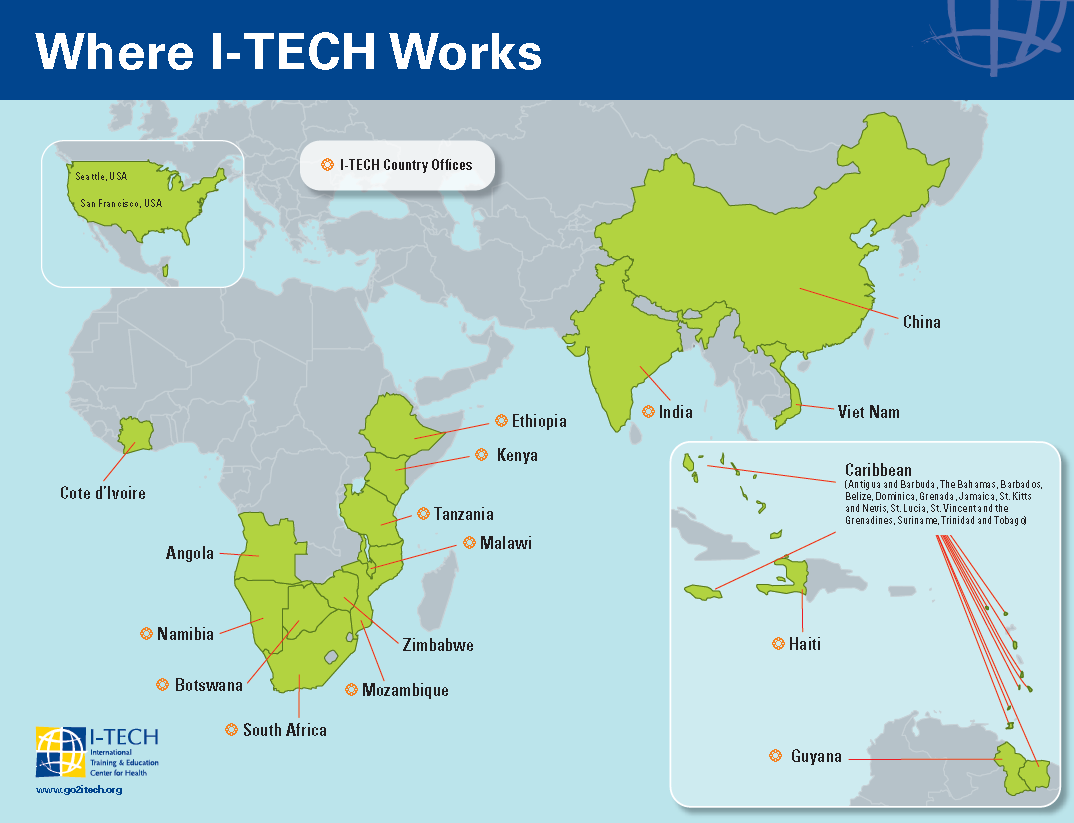 Where I-TECH Works
Seattle, USA
San Francisco, USA
I-TECH Country Offices
China
India
Viet Nam
Ethiopia
Kenya
Cote d'Ivoire
Tanzania
Malawi
Angola
Namibia
Zimbabwe
Botswana
Mozambique
South Africa
Caribbean
(Antigua and Barbuda, The Bahamas, Barbados,
Belize, Dominica, Grenada, Jamaica, St. Kitts
and Nevis, St. Lucia, St. Vincent and the
Grenadines, Suriname, Trinidad and Tobago)
Haiti
Guyana
I-TECH
International
Training & Education
Center for Health
www.go2itech.org